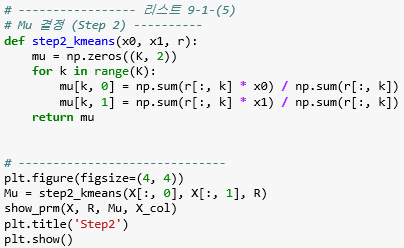 # ----------------- 리스트 9-1-(5)
# Mu 결정 (Step 2) ----------
def step2_kmeans(x0, x1, r):
    mu = np.zeros((K, 2))
    for k in range(K):
        mu[k, 0] = np.sum(r[:, k] * x0) / np.sum(r[:, k])
        mu[k, 1] = np.sum(r[:, k] * x1) / np.sum(r[:, k])
    return mu
# ------------------------------
plt.figure(figsize=(4, 4))
Mu = step2_kmeans(X[:, 0], X[:, 1], R)
show_prm(X, R, Mu, X_col)
plt.title('Step2')
plt.show()